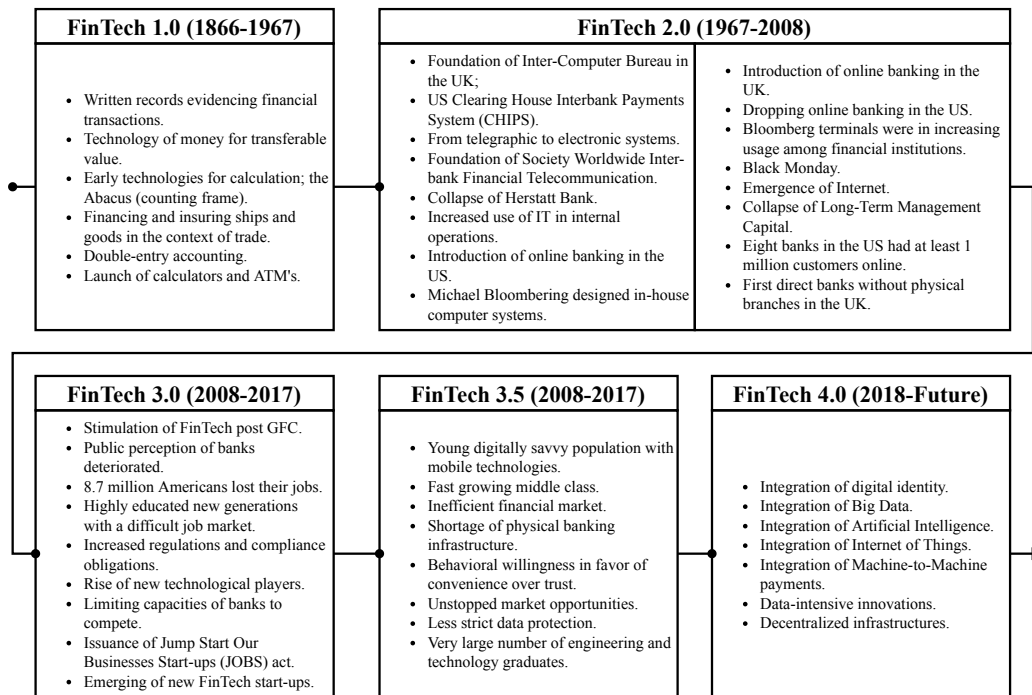 FinTech 1.0 (1866-1967)
• Written records evidencing financial
transactions.
• Technology of money for transferable
value.
• Early technologies for calculation; the
Abacus (counting frame).
• Financing and insuring ships and
goods in the context of trade.
• Double-entry accounting.
• Launch of calculators and ATM's.
FinTech 2.0 (1967-2008)
• Foundation of Inter-Computer Bureau in
the UK;
• US Clearing House Interbank Payments
System (CHIPS).
• From telegraphic to electronic systems.
• Foundation of Society Worldwide Inter-
bank Financial Telecommunication.
• Collapse of Herstatt Bank.
• Increased use of IT in internal
operations.
• Introduction of online banking in the
US.
• Michael Bloombering designed in-house
computer systems.
• Introduction of online banking in the
UK.
• Dropping online banking in the US.
• Bloomberg terminals were in increasing
usage among financial institutions.
• Black Monday.
• Emergence of Internet.
• Collapse of Long-Term Management
Capital.
• Eight banks in the US had at least 1
million customers online.
• First direct banks without physical
branches in the UK.
FinTech 3.0 (2008-2017)
• Stimulation of FinTech post GFC.
• Public perception of banks
deteriorated.
• 8.7 million Americans lost their jobs.
• Highly educated new generations
with a difficult job market.
• Increased regulations and compliance
obligations.
• Rise of new technological players.
• Limiting capacities of banks to
compete.
• Issuance of Jump Start Our
Businesses Start-ups (JOBS) act.
• Emerging of new FinTech start-ups.
FinTech 3.5 (2008-2017)
• Young digitally savvy population with
mobile technologies.
• Fast growing middle class.
• Inefficient financial market.
• Shortage of physical banking
infrastructure.
• Behavioral willingness in favor of
convenience over trust.
• Unstopped market opportunities.
• Less strict data protection.
• Very large number of engineering and
technology graduates.
FinTech 4.0 (2018-Future)
• Integration of digital identity.
• Integration of Big Data.
• Integration of Artificial Intelligence.
• Integration of Internet of Things.
• Integration of Machine-to-Machine
payments.
• Data-intensive innovations.
• Decentralized infrastructures.